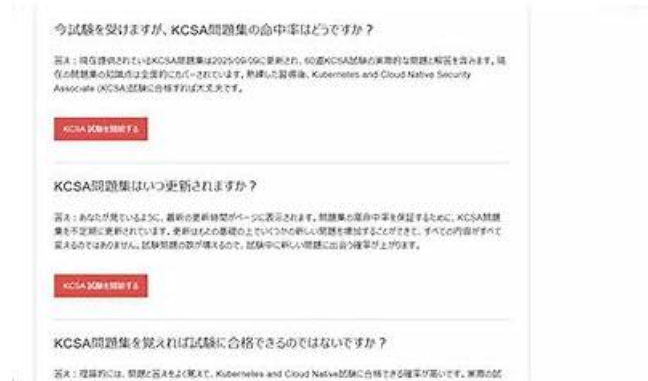 今試験を受けますが、KCSA問題集の命中率はどうですか？
答え：現在提供されているKCSA問題集は2025/09/09に更新され、60道KCSA試験の実際的な問題と解答を含みます。現
在の問題集の知識点は全面的にカバーされています。熟練した習得後、Kubernetes and Cloud Native Security
Associate (KCSA)試験に合格すれば大丈夫です。
KCSA 試験を開始する
KCSA問題集はいつ更新されますか？
答え：あなたが見ているように、最新の更新時間がページに表示されます。問題集の高命中率を保証するために、KCSA問題
集を不定期に更新されています。更新はもとの基礎の上でいくつかの新しい問題を増加することができて、すべての内容がすべて
変えるのではありません。試験問題の数が増えるので、試験中に新しい問題に出会う確率が上がります。
KCSA 試験を開始する
KCSA問題集を覚えれば試験に合格できるのではないですか？
答え：理論的には、問題と答えをよく覚えて、Kubernetes and Cloud Native試験に合格できる確率が高いです。実際の試